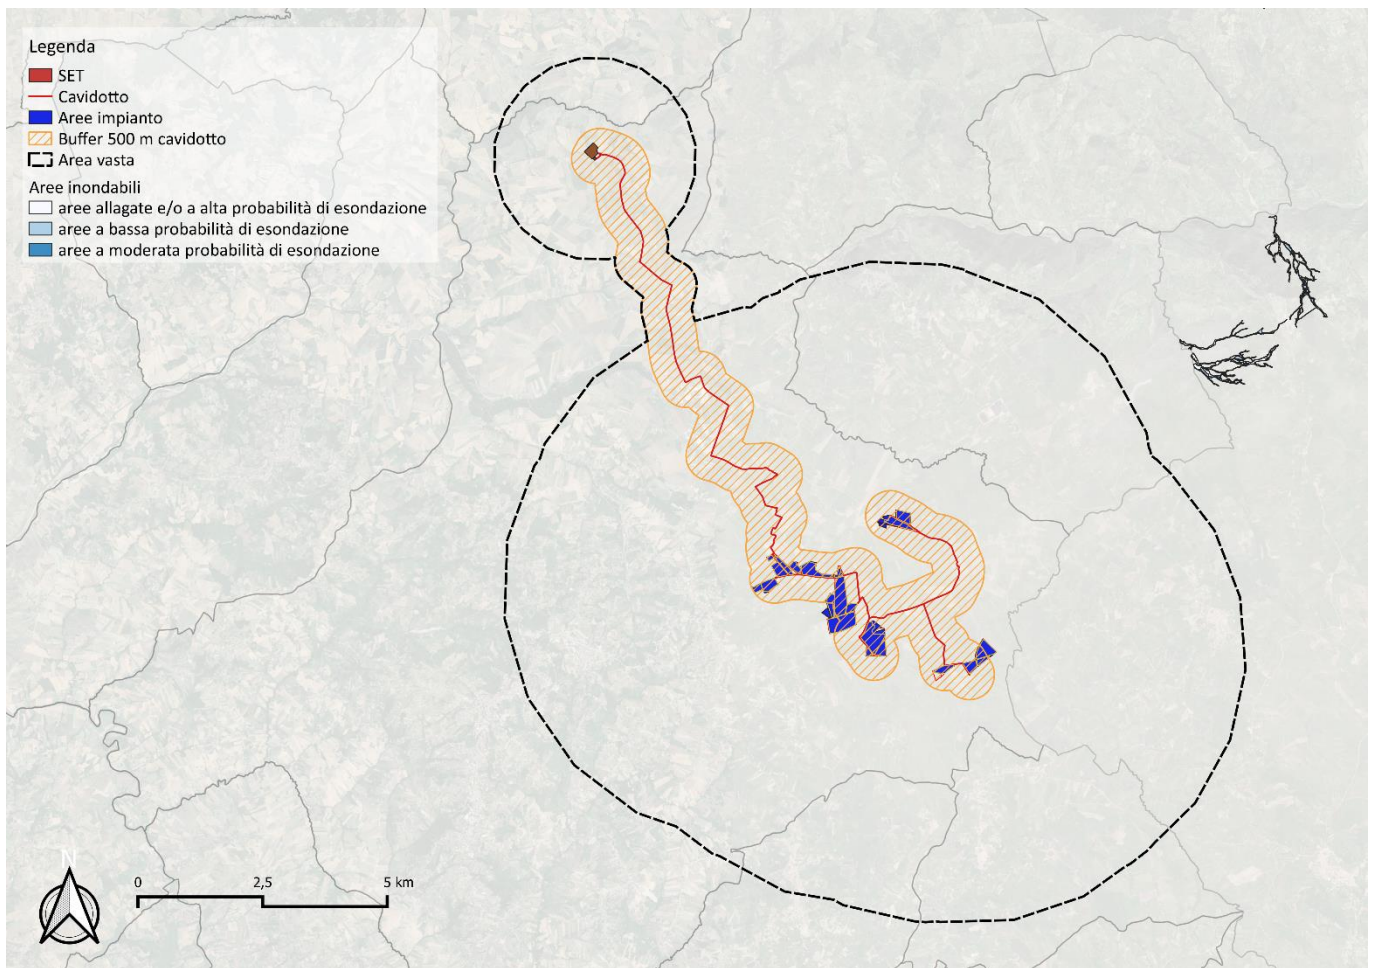 Legenda
SET
Cavidotto
Aree impianto
Buffer 500 m cavidotto
Area vasta
Aree inondabili
aree allagate e/o a alta probabilità di esondazione
aree a bassa probabilità di esondazione
aree a moderata probabilità di esondazione
N
0 2,5 5 km